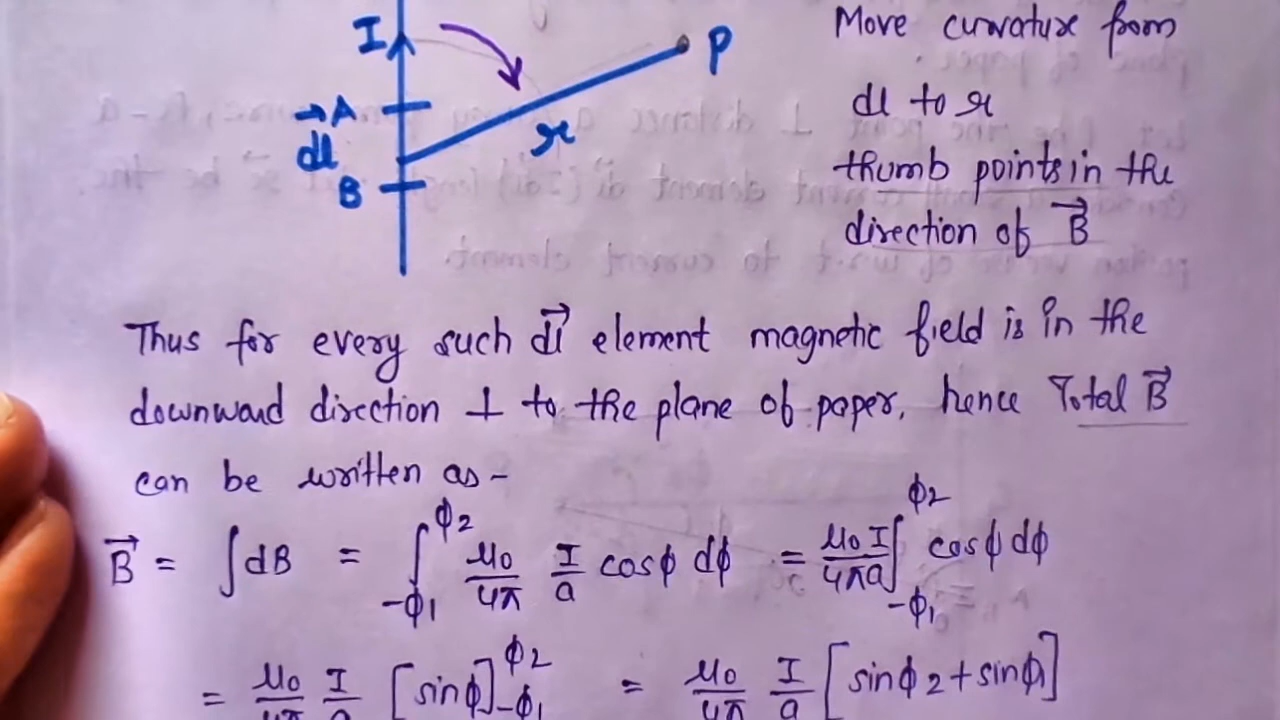 I
P
A
dl
r
B
Move curvature from
dl to r
thumb points in the
direction of B⃗
Thus for every such dl⃗ element magnetic field is in the
downward direction ⊥ to the plane of paper, hence Total B⃗
can be written as -
B⃗ = ∫dB = ∫_{-ϕ1}^{ϕ2} μ0/4π I/a cosϕ dϕ = μ0 I/4πa ∫_{-ϕ1}^{ϕ2} cosϕ dϕ
= μ0/4π I/a [sinϕ]_{-ϕ1}^{ϕ2} = μ0/4π I/a [sinϕ2 + sinϕ1]